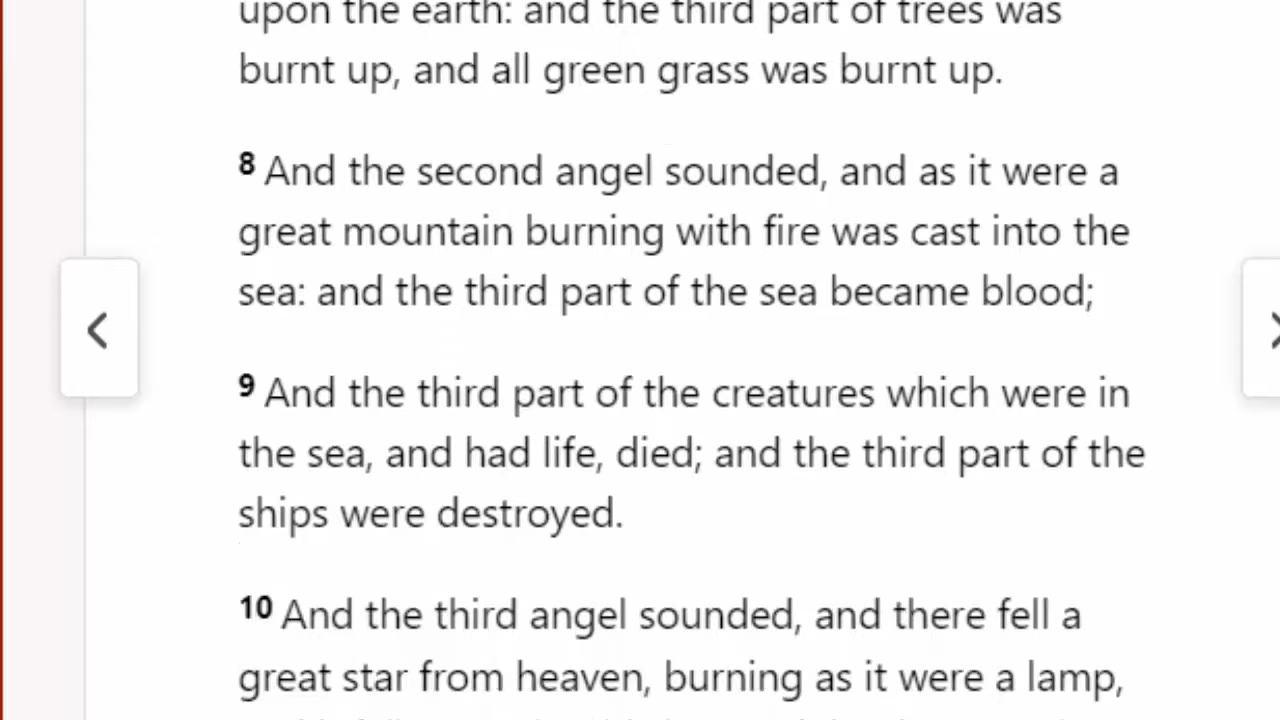 upon the earth: and the third part of trees was
burnt up, and all green grass was burnt up.
8 And the second angel sounded, and as it were a
great mountain burning with fire was cast into the
sea: and the third part of the sea became blood;
9 And the third part of the creatures which were in
the sea, and had life, died; and the third part of the
ships were destroyed.
10 And the third angel sounded, and there fell a
great star from heaven, burning as it were a lamp,